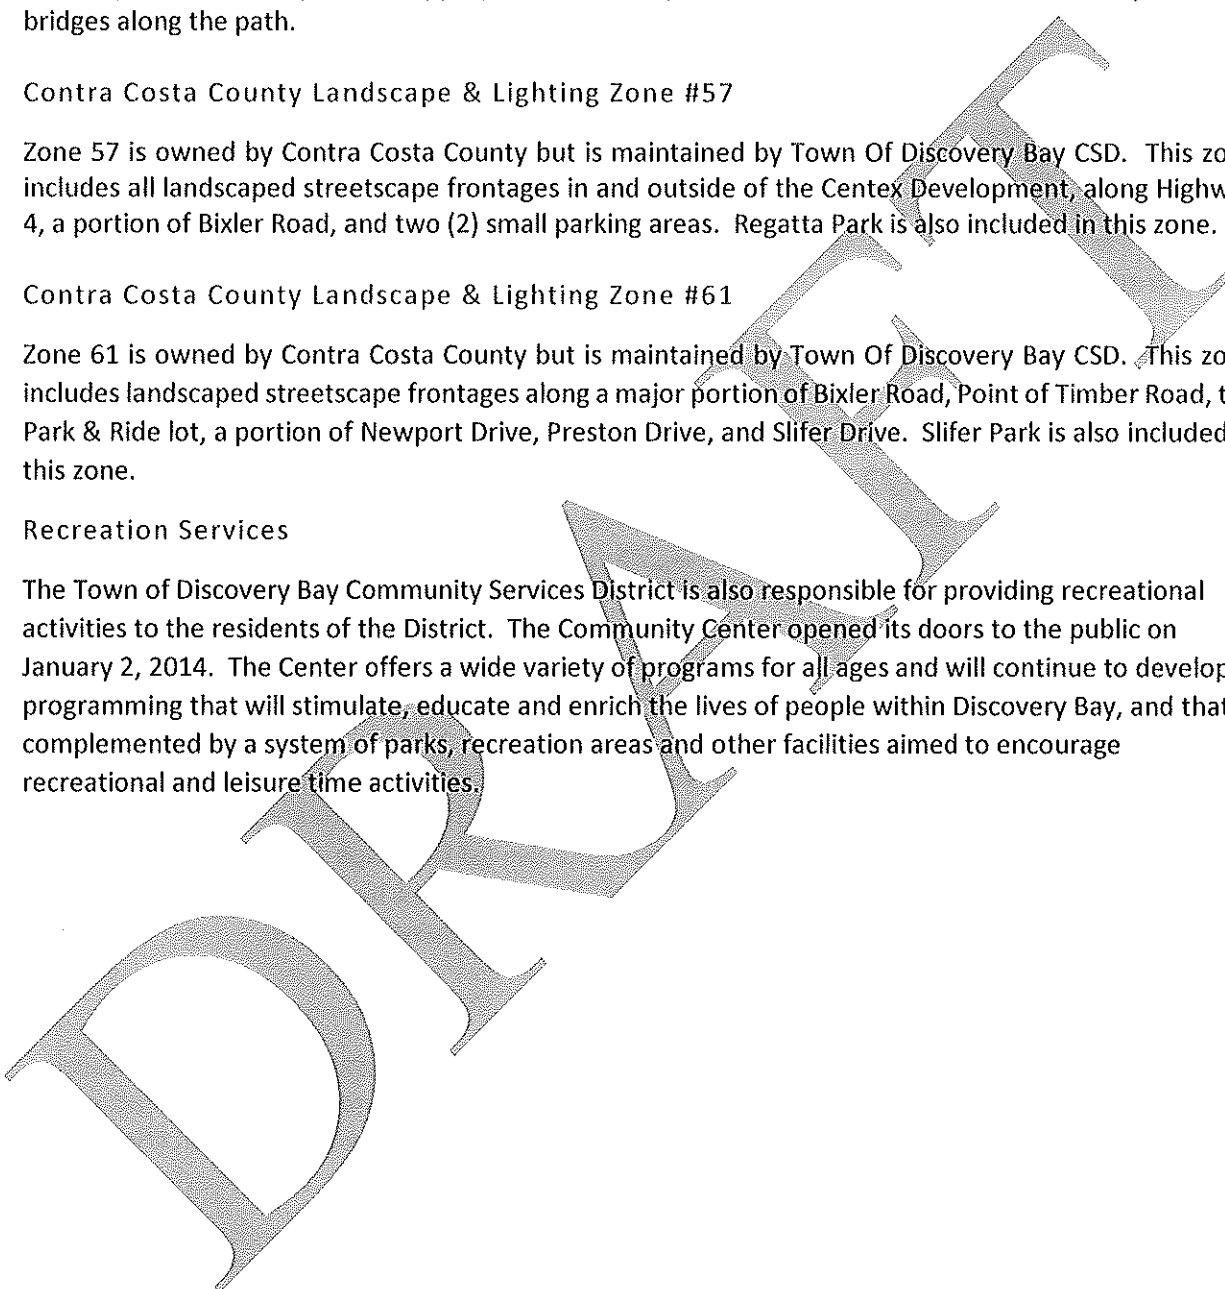 bridges along the path.
Contra Costa County Landscape & Lighting Zone #57
Zone 57 is owned by Contra Costa County but is maintained by Town Of Discovery Bay CSD. This zo
includes all landscaped streetscape frontages in and outside of the Centex Development, along Highw
4, a portion of Bixler Road, and two (2) small parking areas. Regatta Park is also included in this zone.
Contra Costa County Landscape & Lighting Zone #61
Zone 61 is owned by Contra Costa County but is maintained by Town Of Discovery Bay CSD. This zo
includes landscaped streetscape frontages along a major portion of Bixler Road, Point of Timber Road, t
Park & Ride lot, a portion of Newport Drive, Preston Drive, and Slifer Drive. Slifer Park is also included
this zone.
Recreation Services
The Town of Discovery Bay Community Services District is also responsible for providing recreational
activities to the residents of the District. The Community Center opened its doors to the public on
January 2, 2014. The Center offers a wide variety of programs for all ages and will continue to develop
programming that will stimulate, educate and enrich the lives of people within Discovery Bay, and that
complemented by a system of parks, recreation areas and other facilities aimed to encourage
recreational and leisure time activities.
DRAFT